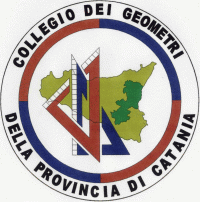 COLLEGIO DEI GEOMETRI
DELLA PROVINCIA DI CATANIA